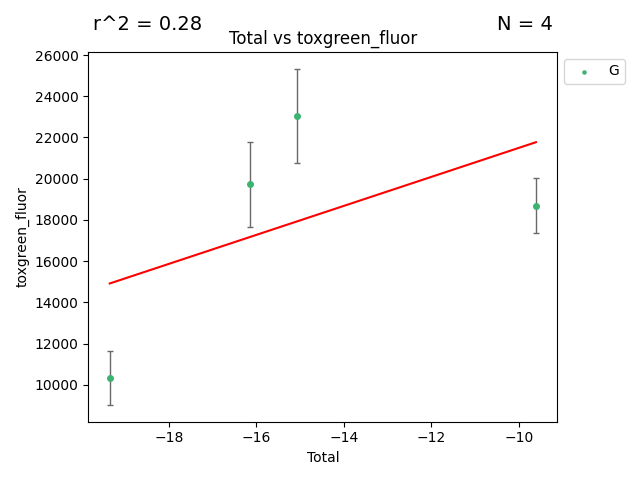 r^2 = 0.28
N = 4
Total vs toxgreen_fluor
G
26000
24000
22000
20000
18000
16000
14000
12000
10000
toxgreen_fluor
−18
−16
−14
−12
−10
Total